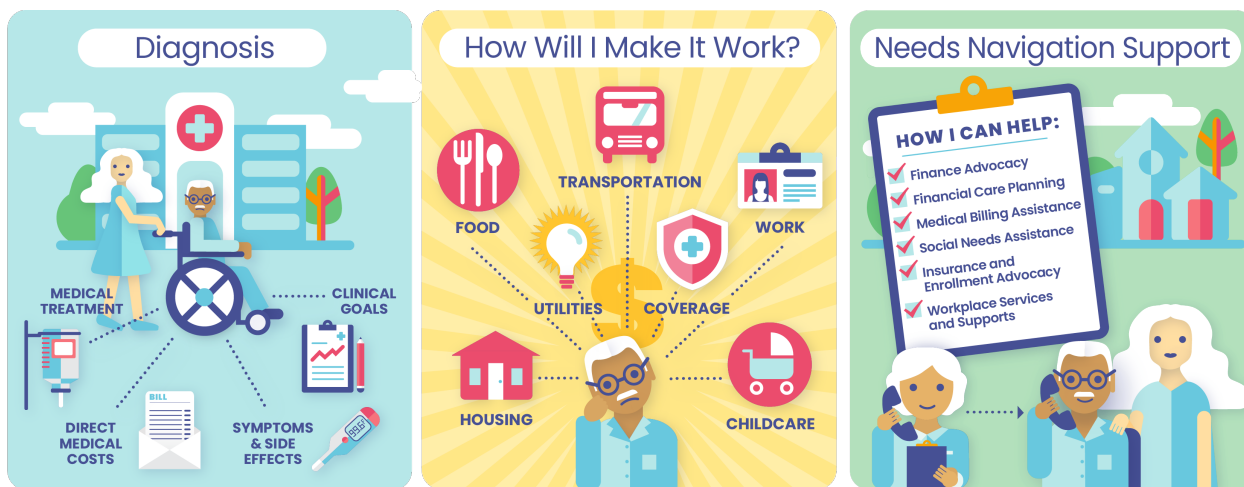 Diagnosis
MEDICAL
TREATMENT
CLINICAL
GOALS
BILL
DIRECT
MEDICAL
COSTS
SYMPTOMS
& SIDE
EFFECTS
99.6°
How Will I Make It Work?
TRANSPORTATION
FOOD
WORK
$
UTILITIES
COVERAGE
HOUSING
CHILDCARE
Needs Navigation Support
HOW I CAN HELP:
Finance Advocacy
Financial Care Planning
Medical Billing Assistance
Social Needs Assistance
Insurance and
Enrollment Advocacy
Workplace Services
and Supports